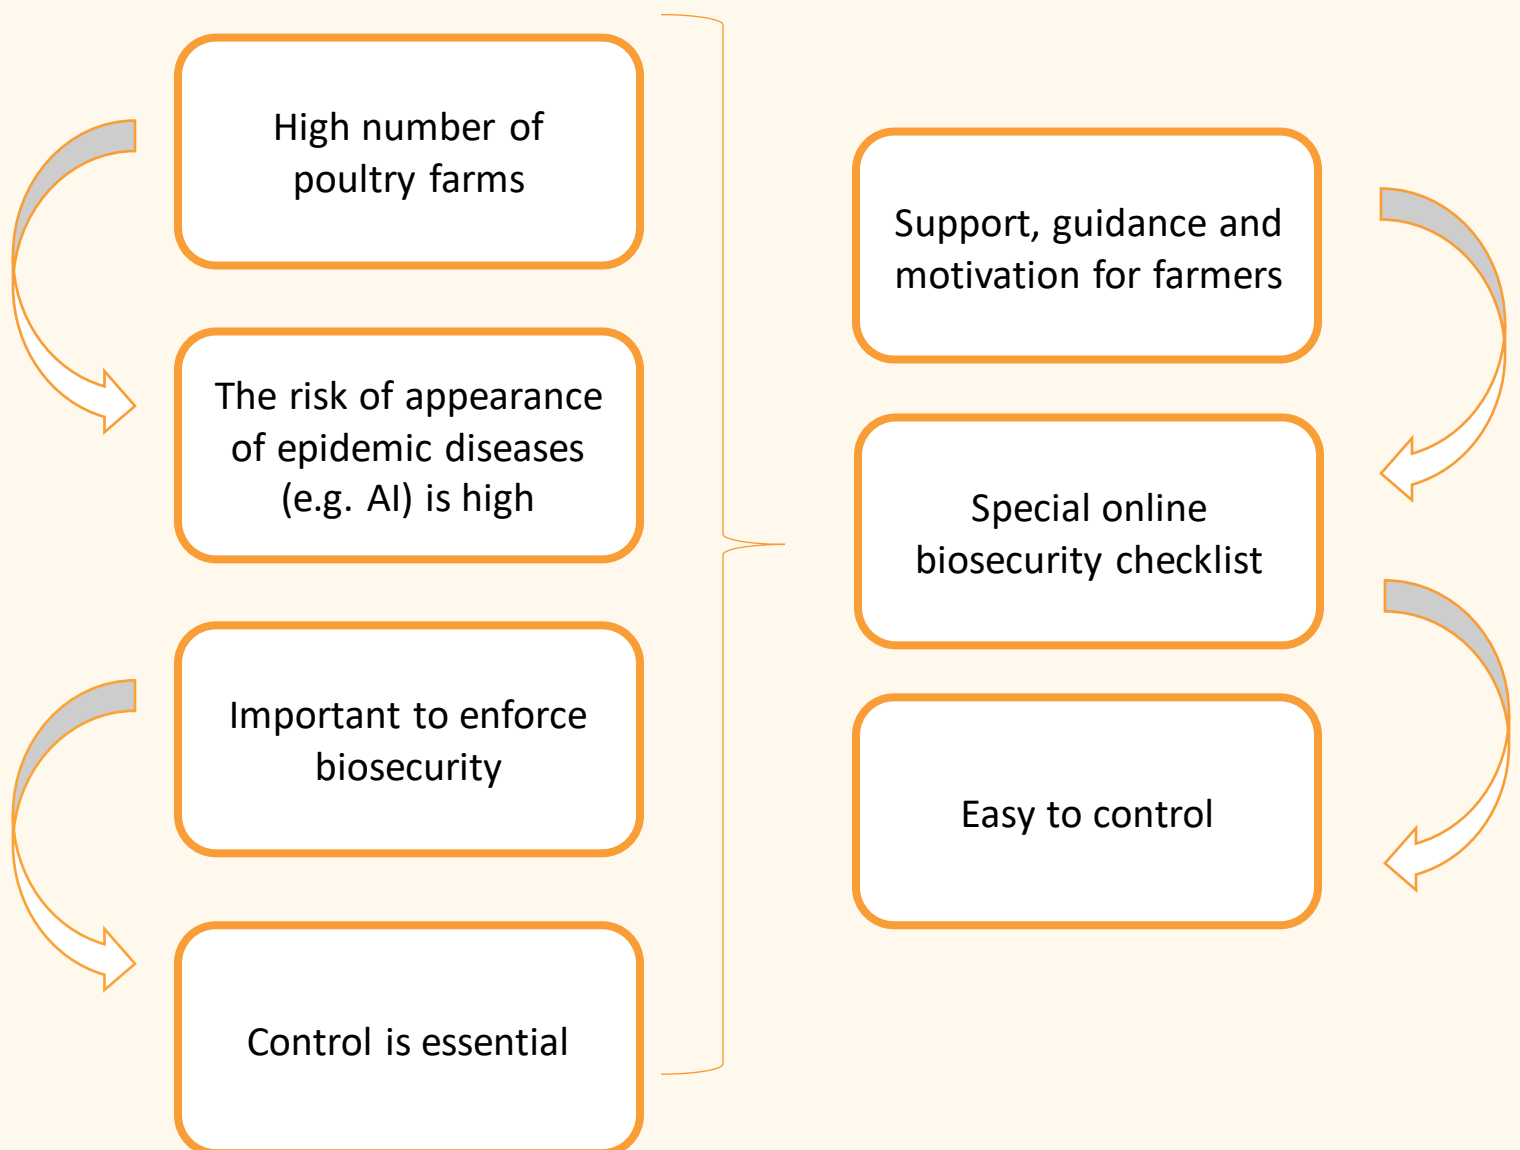 High number of
poultry farms
The risk of appearance
of epidemic diseases
(e.g. AI) is high
Important to enforce
biosecurity
Control is essential
Support, guidance and
motivation for farmers
Special online
biosecurity checklist
Easy to control